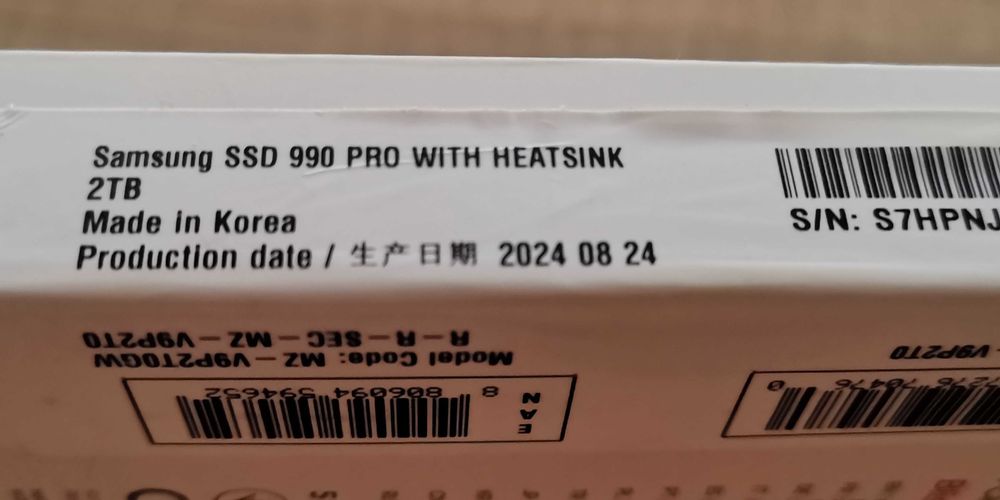 Samsung SSD 990 PRO WITH HEATSINK
2TB
Made in Korea
Production date / 生产日期 2024 08 24
S/N: S7HPNJ
Model Code: MZ-V9P2T0GW
R-R-SEC-MZ-V9P2T0
EAN
8 806094 594652